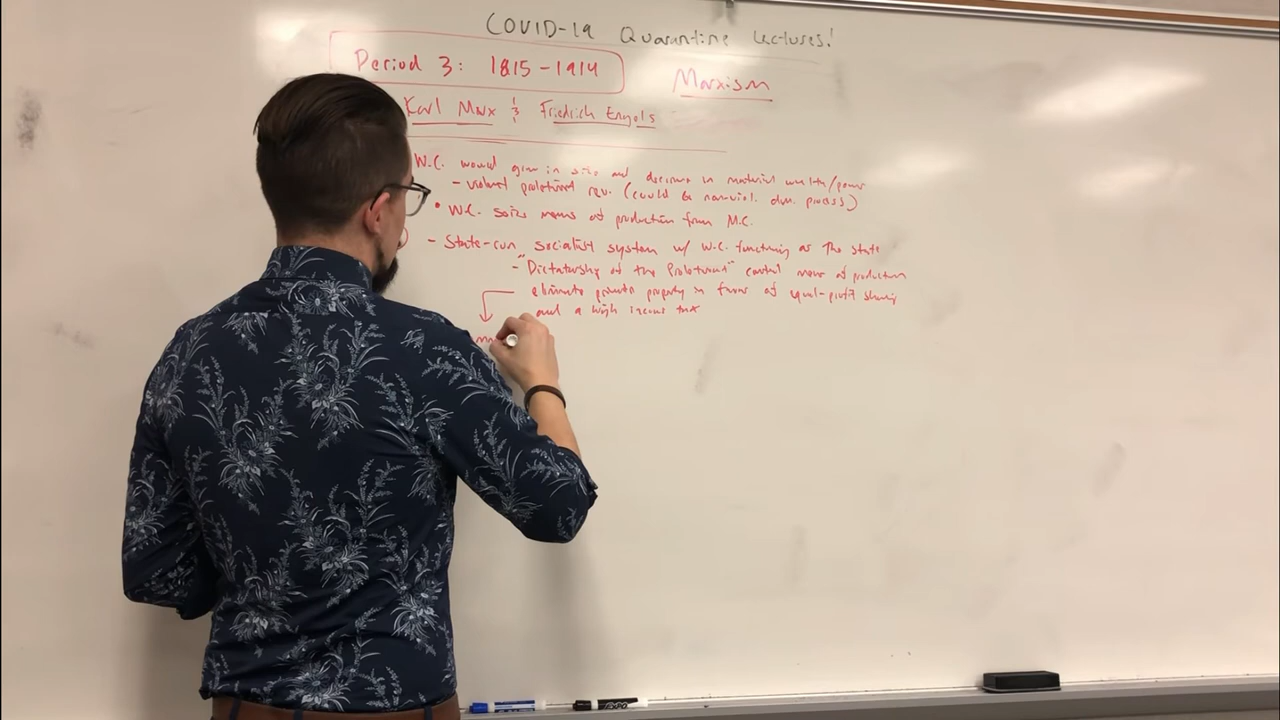 COVID-19 Quarantine Lectures!
Period 3: 1815-1914
Marxism
Karl Marx & Friedrich Engels
W.C. would grow in size and decrease in material wealth/power
- violent proletariat rev. (could be nonviol. dem. process)
• W.C. seize means of production from M.C.
- State-run socialist system w/ W.C. functioning as the state
- "Dictatorship of the Proletariat" control means of production
eliminate private property in favor of equal-profit sharing
and a high income tax